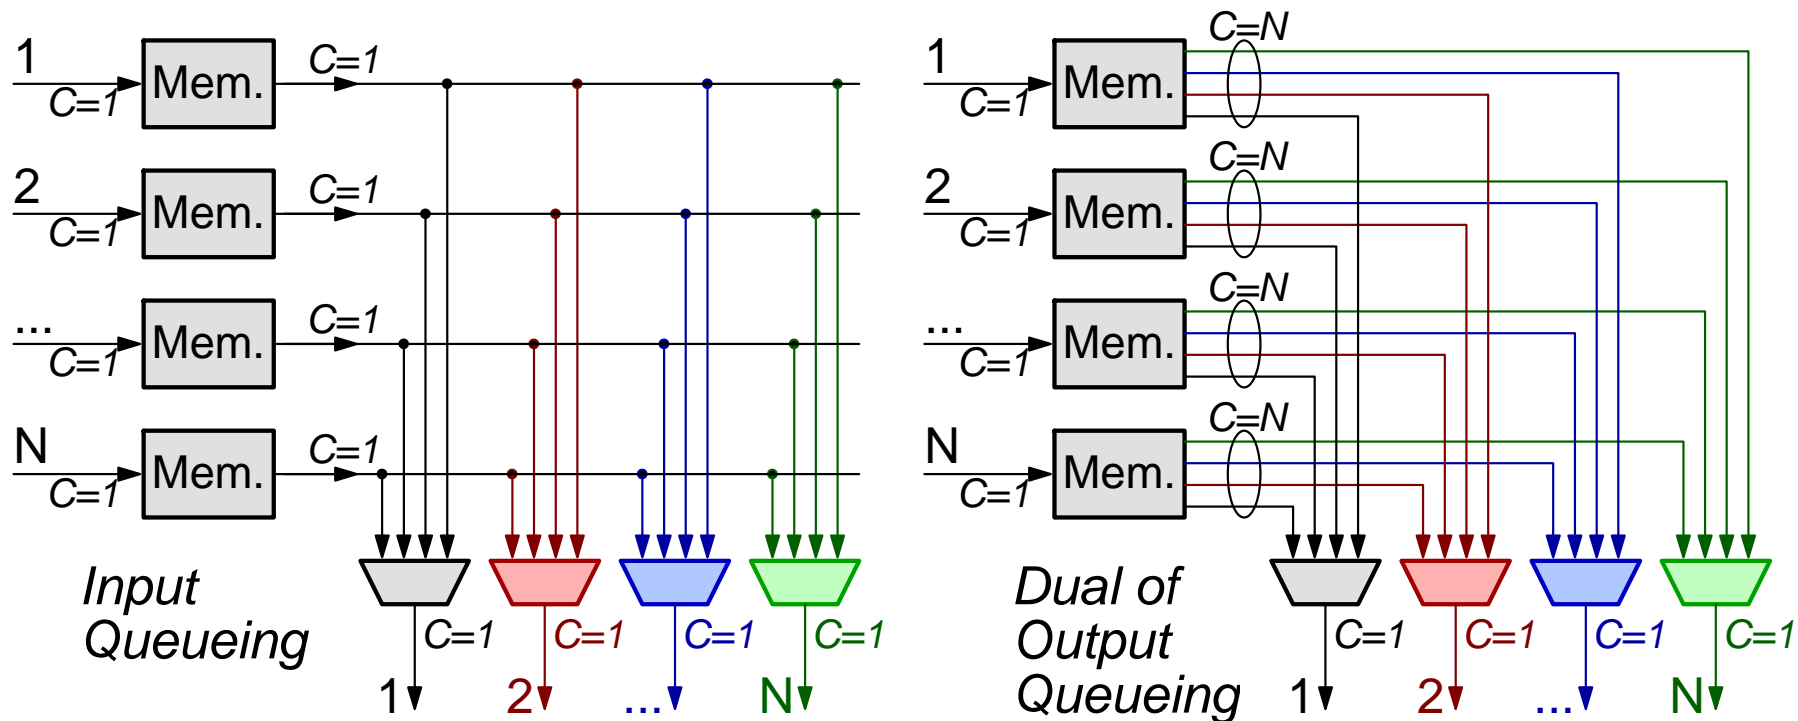 1
C=1
Mem.
C=1
2
C=1
Mem.
C=1
...
C=1
Mem.
C=1
N
C=1
Mem.
C=1
Input
Queueing
C=1 C=1 C=1 C=1
1 2 ... N
C=N
1
C=1
Mem.
C=N
2
C=1
Mem.
C=N
...
C=1
Mem.
C=N
N
C=1
Mem.
Dual of
Output
Queueing
C=1 C=1 C=1 C=1
1 2 ... N